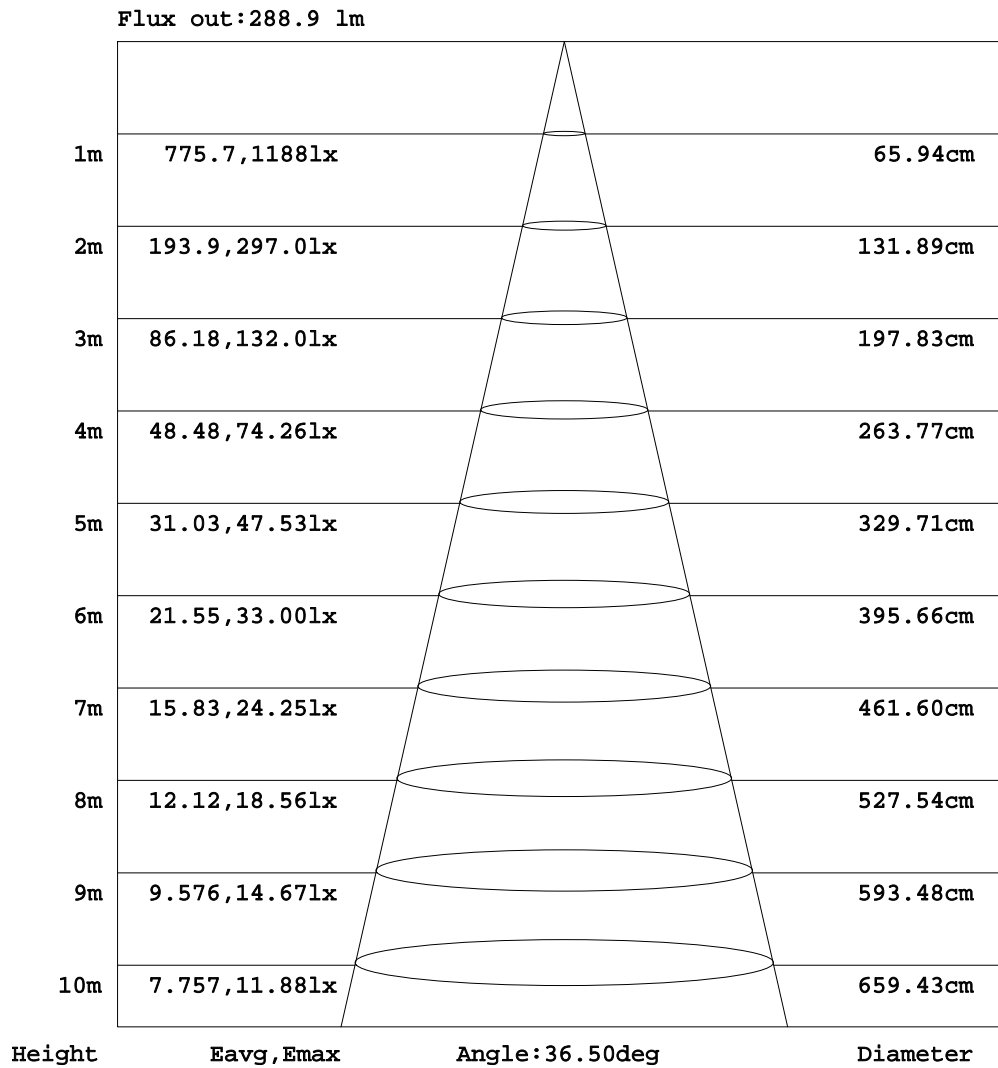 Flux out:288.9 lm
1m 775.7,1188lx 65.94cm
2m 193.9,297.0lx 131.89cm
3m 86.18,132.0lx 197.83cm
4m 48.48,74.26lx 263.77cm
5m 31.03,47.53lx 329.71cm
6m 21.55,33.00lx 395.66cm
7m 15.83,24.25lx 461.60cm
8m 12.12,18.56lx 527.54cm
9m 9.576,14.67lx 593.48cm
10m 7.757,11.88lx 659.43cm
Height Eavg,Emax Angle:36.50deg Diameter